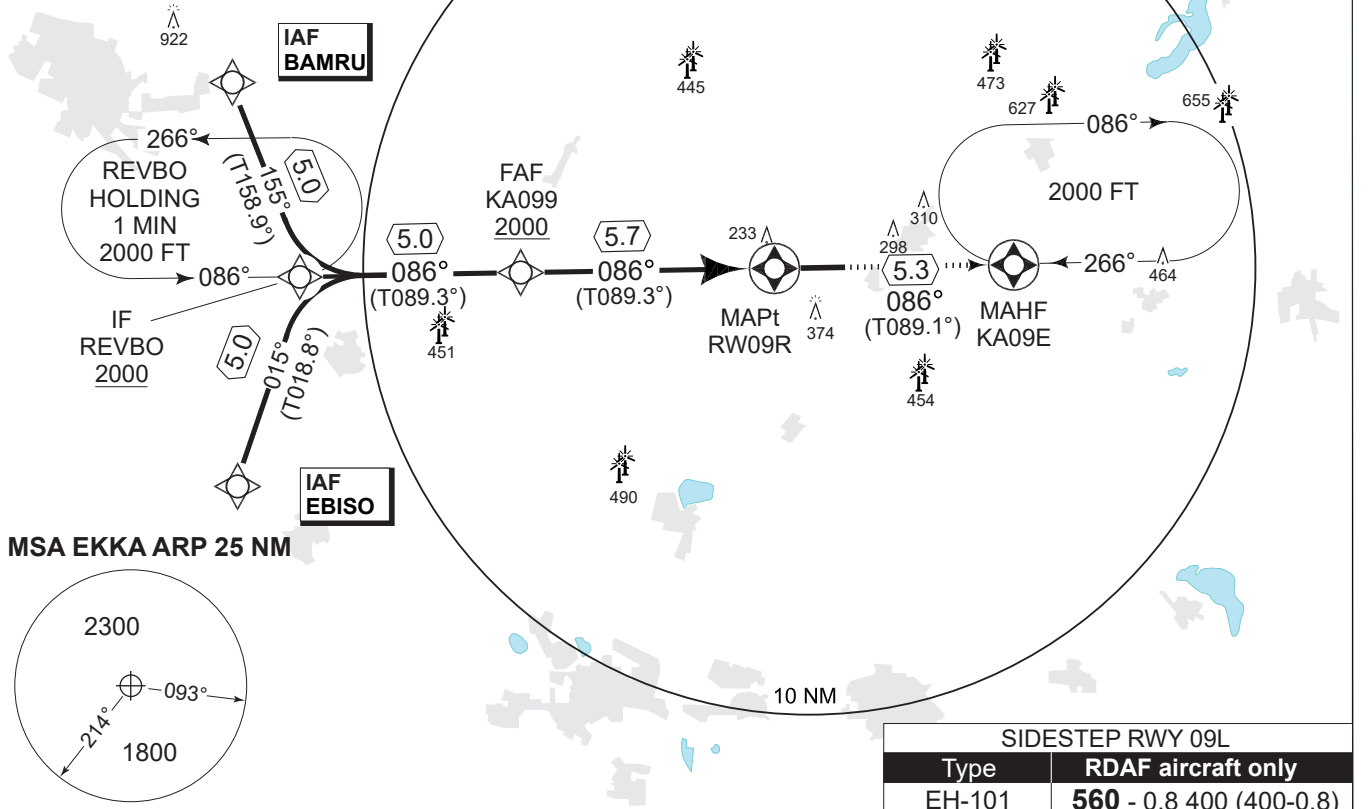 922
IAF
BAMRU
445
473
627
655
266°
086°
REVBO
HOLDING
1 MIN
2000 FT
086°
155°
(T158.9°)
5.0
FAF
KA099
2000
5.0
086°
(T089.3°)
5.7
086°
(T089.3°)
233
310
298
2000 FT
5.3
086°
(T089.1°)
266°
464
MAPt
RW09R
374
MAHF
KA09E
IF
REVBO
2000
5.0
015°
(T018.8°)
451
454
490
IAF
EBISO
MSA EKKA ARP 25 NM
2300
093°
214°
1800
10 NM
SIDESTEP RWY 09L
Type
RDAF aircraft only
EH-101
560 - 0.8 400 (400-0.8)